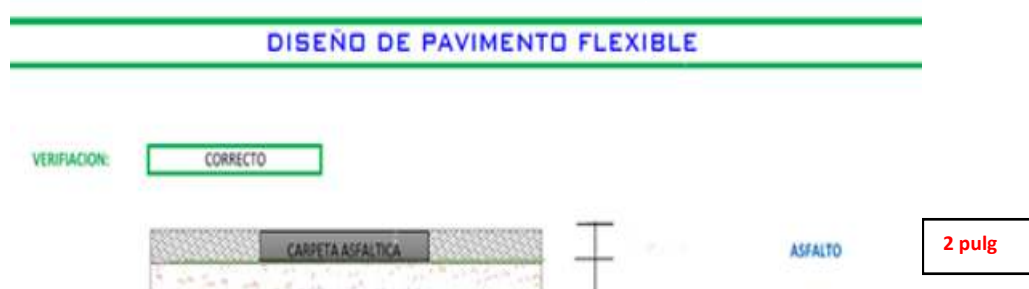 DISEÑO DE PAVIMENTO FLEXIBLE
VERIFIACION: CORRECTO
CARPETA ASFALTICA ASFALTO 2 pulg